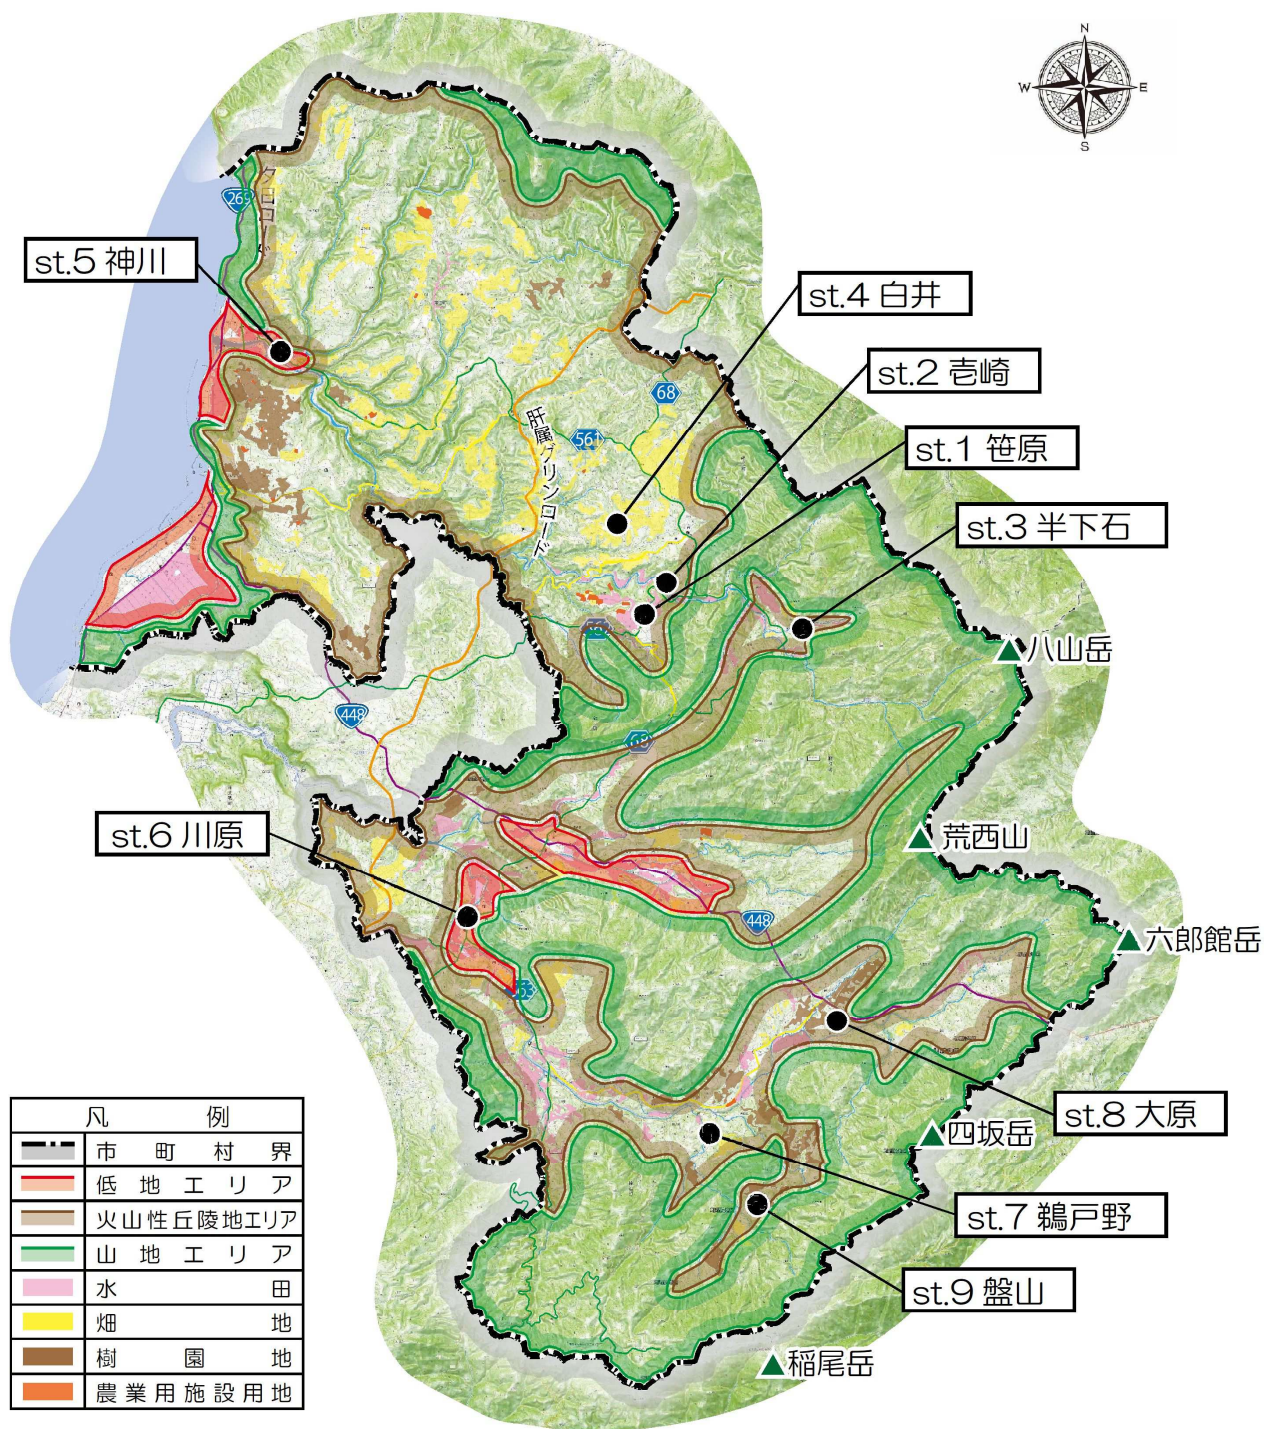 N
W
E
S
269
st.5 神川
st.4 白井
st.2 壱崎
68
肝属グリンロード
561
st.1 笹原
st.3 半下石
八山岳
448
68
st.6 川原
荒西山
448
六郎館岳
st.8 大原
四坂岳
st.7 鵜戸野
st.9 盤山
稲尾岳
凡例
市町村界
低地エリア
火山性丘陵地エリア
山地エリア
水田
畑地
樹園地
農業用施設用地